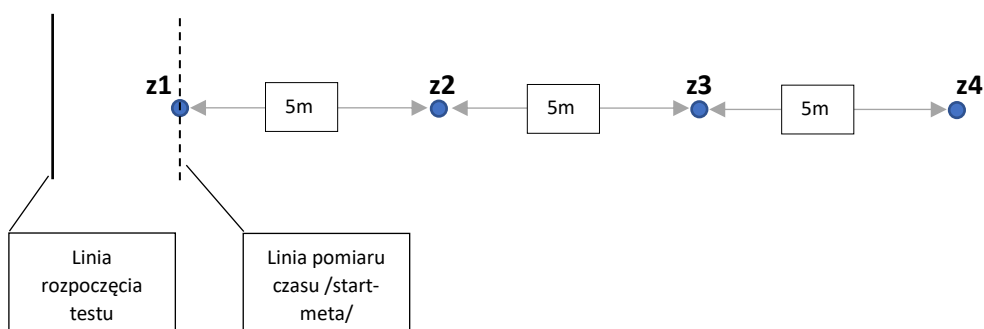 z1 z2 z3 z4
5m 5m 5m
Linia
rozpoczęcia
testu
Linia pomiaru
czasu /start-
meta/